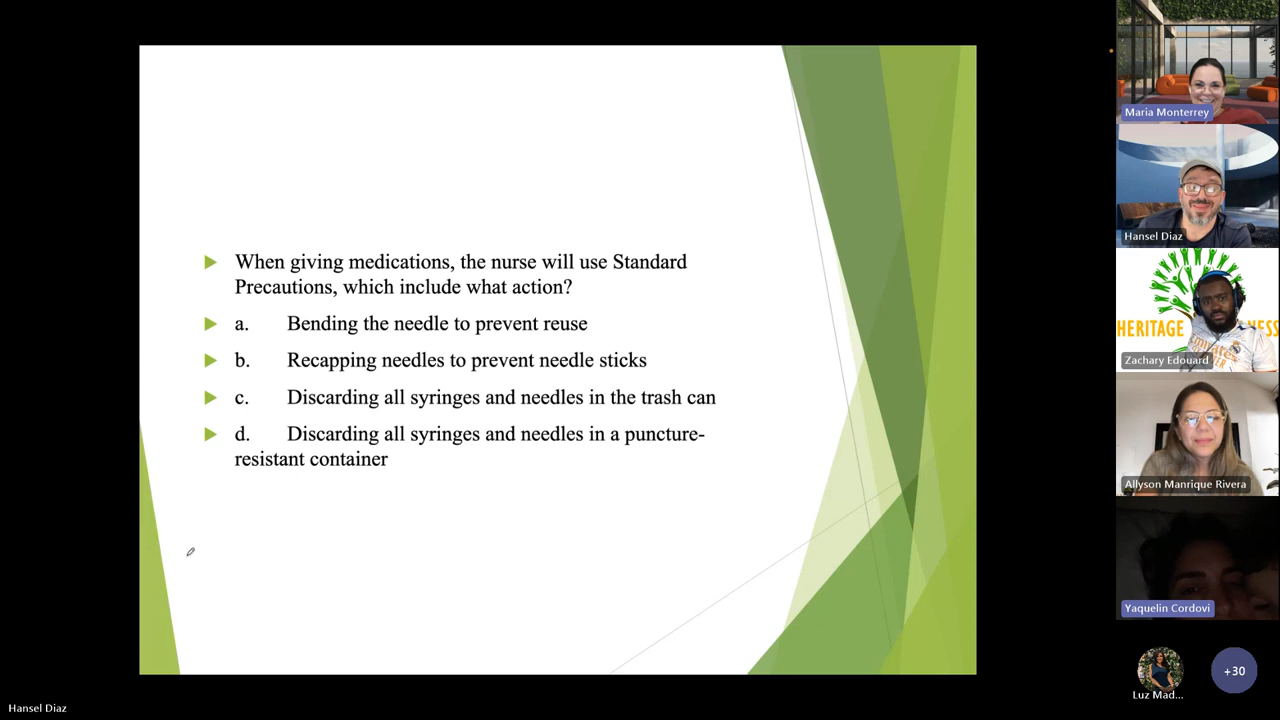 When giving medications, the nurse will use Standard
Precautions, which include what action?
a. Bending the needle to prevent reuse
b. Recapping needles to prevent needle sticks
c. Discarding all syringes and needles in the trash can
d. Discarding all syringes and needles in a puncture-
resistant container
Maria Monterrey
Hansel Diaz
HERITAGE
Zachary Edouard
Allyson Manrique Rivera
Yaquelin Cordovi
Luz Mad...
+30
Hansel Diaz